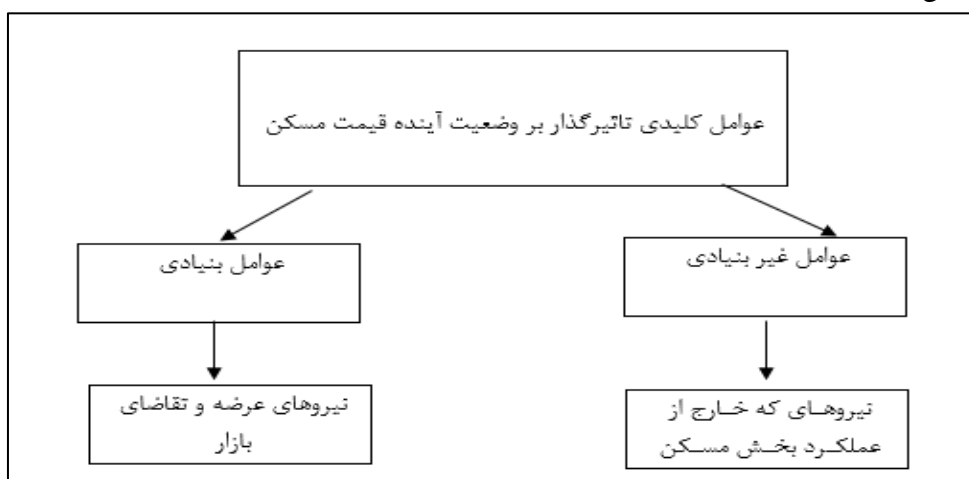 عوامل کلیدی تاثیرگذار بر وضعیت آینده قیمت مسکن
عوامل غیر بنیادی
عوامل بنیادی
نیروهای که خارج از
عملکرد بخش مسکن
نیروهای عرضه و تقاضای
بازار